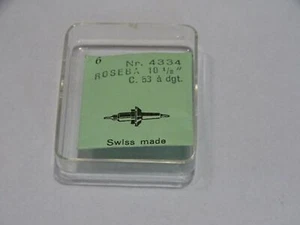 6
Nr. 4334
ROSEBA 10 ½"
C. 53 à dgt.
Swiss made